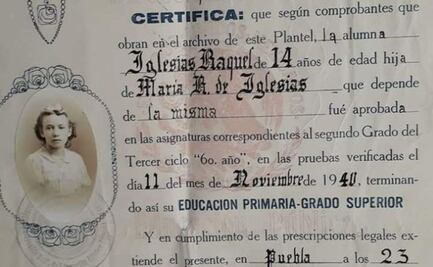 CERTIFICA: que según comprobantes que
obran en el archivo de este Plantel, la alumna
Iglesias Raquel de 14 años de edad hija
de María R. de Iglesias que depende
de la misma fué aprobada
en las asignaturas correspondientes al segundo Grado del
Tercer ciclo "6o. año", en las pruebas verificadas el
día 11 del mes de Noviembre de 1940, terminan-
do así su EDUCACION PRIMARIA-GRADO SUPERIOR
Y en cumplimiento de las prescripciones legales ex-
tiende el presente, en Puebla a los 23